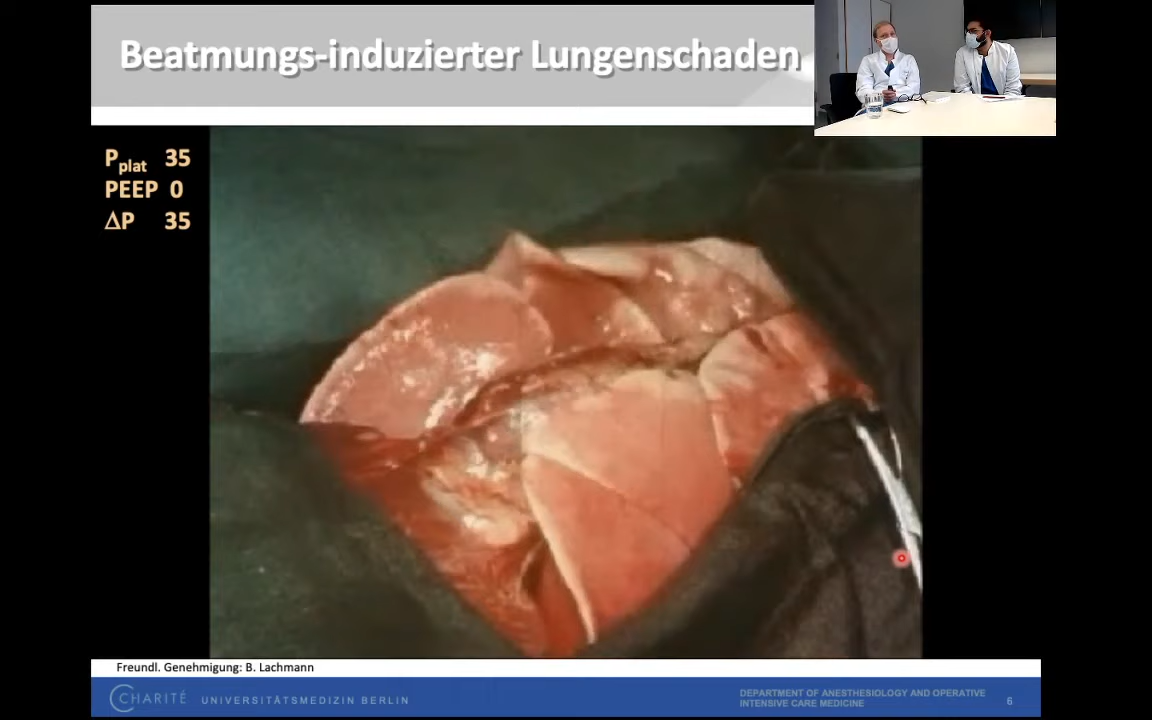 Beatmungs-induzierter Lungenschaden
Pplat 35
PEEP 0
ΔP 35
Freundl. Genehmigung: B. Lachmann
CHARITÉ UNIVERSITÄTSMEDIZIN BERLIN
DEPARTMENT OF ANESTHESIOLOGY AND OPERATIVE
INTENSIVE CARE MEDICINE
6